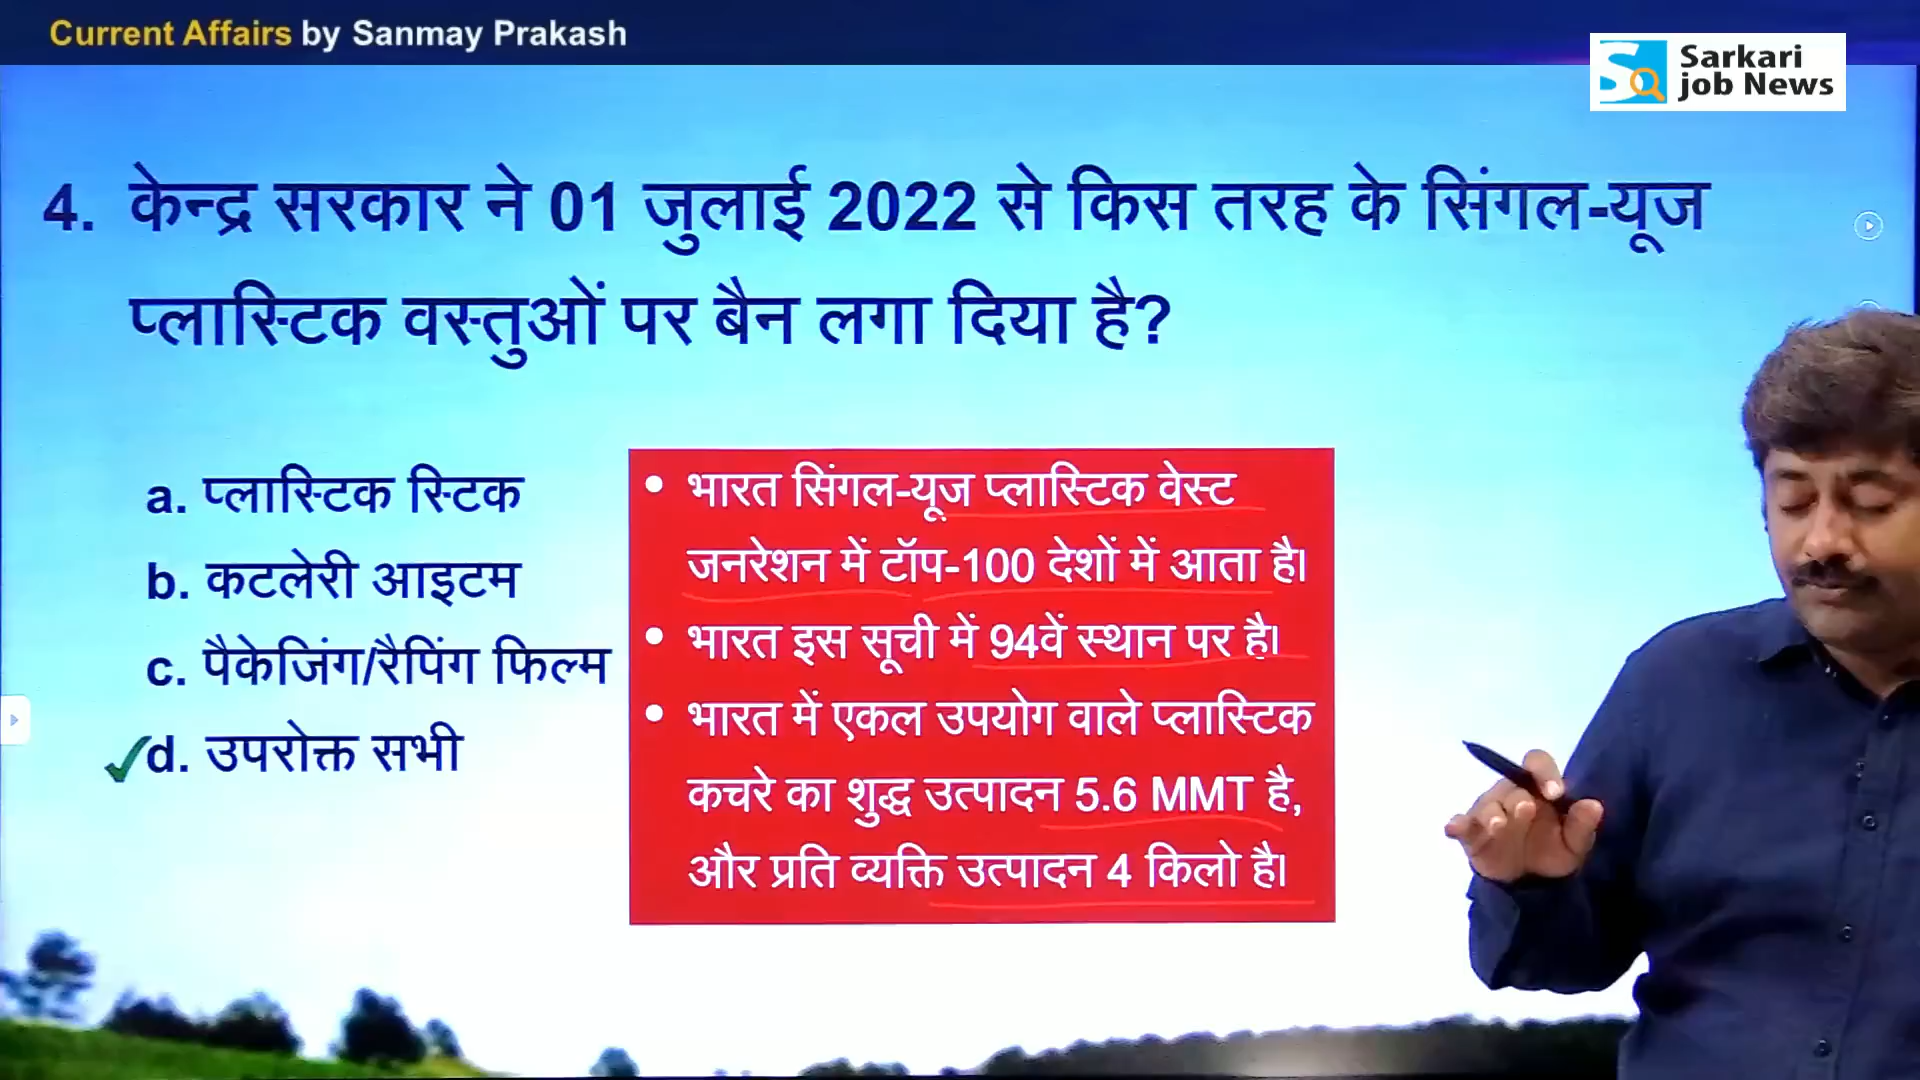 Current Affairs by Sanmay Prakash
Sarkari
Job News
4. केन्द्र सरकार ने 01 जुलाई 2022 से किस तरह के सिंगल-यूज
प्लास्टिक वस्तुओं पर बैन लगा दिया है?
a. प्लास्टिक स्टिक
b. कटलेरी आइटम
c. पैकेजिंग/रैपिंग फिल्म
d. उपरोक्त सभी
• भारत सिंगल-यूज प्लास्टिक वेस्ट
जनरेशन में टॉप-100 देशों में आता है।
• भारत इस सूची में 94वें स्थान पर है।
• भारत में एकल उपयोग वाले प्लास्टिक
कचरे का शुद्ध उत्पादन 5.6 MMT है,
और प्रति व्यक्ति उत्पादन 4 किलो है।